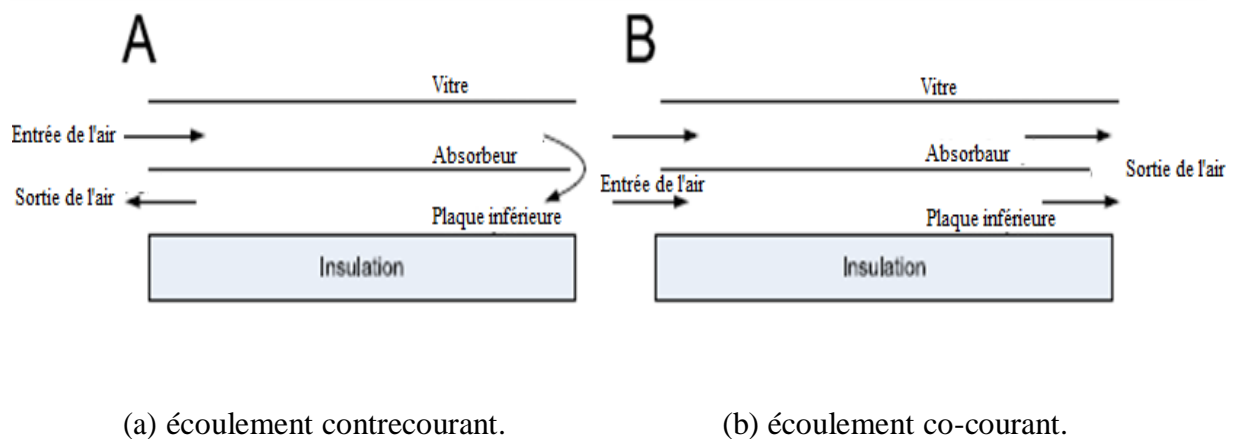 A
Vitre
Entrée de l'air
Absorbeur
Sortie de l'air
Plaque inférieure
Insulation
B
Vitre
Absorbaur
Entrée de l'air
Sortie de l'air
Plaque inférieure
Insulation
(a) écoulement contrecourant.
(b) écoulement co-courant.